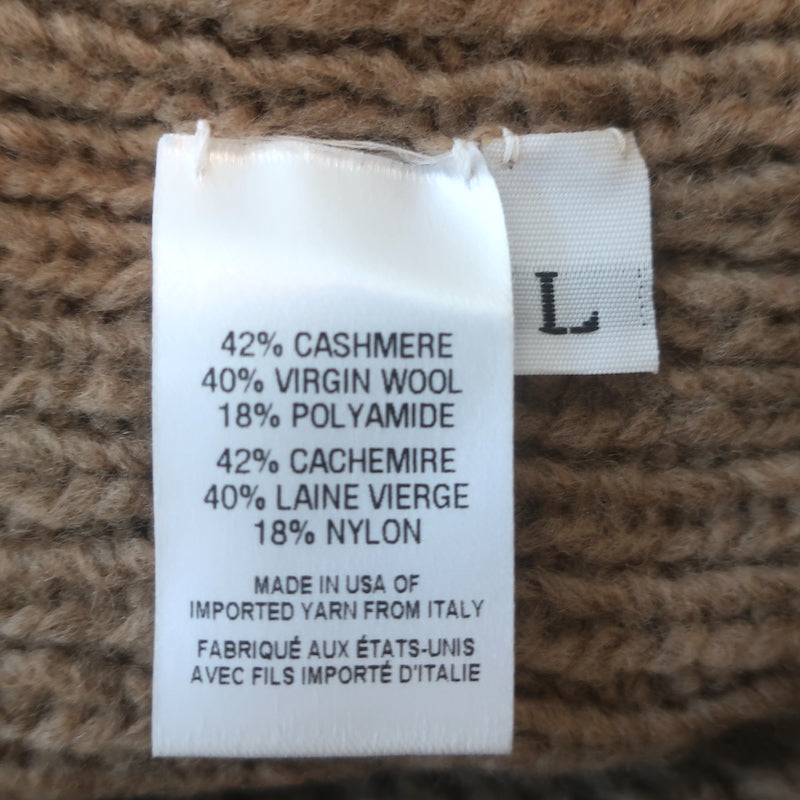 42% CASHMERE
40% VIRGIN WOOL
18% POLYAMIDE
42% CACHEMIRE
40% LAINE VIERGE
18% NYLON
MADE IN USA OF
IMPORTED YARN FROM ITALY
FABRIQUÉ AUX ÉTATS-UNIS
AVEC FILS IMPORTÉ D'ITALIE
L